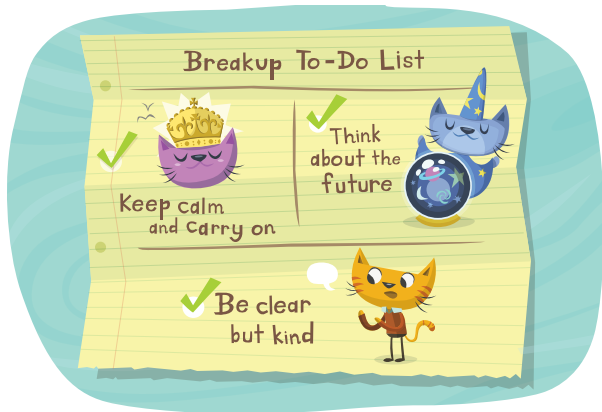 Breakup To-Do List
Keep calm
and carry on
Think
about the
future
Be clear
but kind